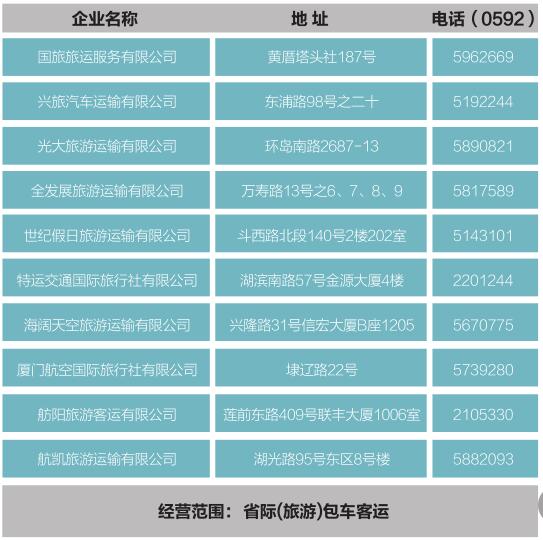 企业名称 地 址 电话（0592）
国旅旅运服务有限公司 黄厝塔头社187号 5962669
兴旅汽车运输有限公司 东浦路98号之二十 5192244
光大旅游运输有限公司 环岛南路2687-13 5890821
全发展旅游运输有限公司 万寿路13号之6、7、8、9 5817589
世纪假日旅游运输有限公司 斗西路北段140号2楼202室 5143101
特运交通国际旅行社有限公司 湖滨南路57号金源大厦4楼 2201244
海阔天空旅游运输有限公司 兴隆路31号信宏大厦B座1205 5670775
厦门航空国际旅行社有限公司 埭辽路22号 5739280
舫阳旅游客运有限公司 莲前东路409号联丰大厦1006室 2105330
航凯旅游运输有限公司 湖光路95号东区8号楼 5882093
经营范围：省际(旅游)包车客运